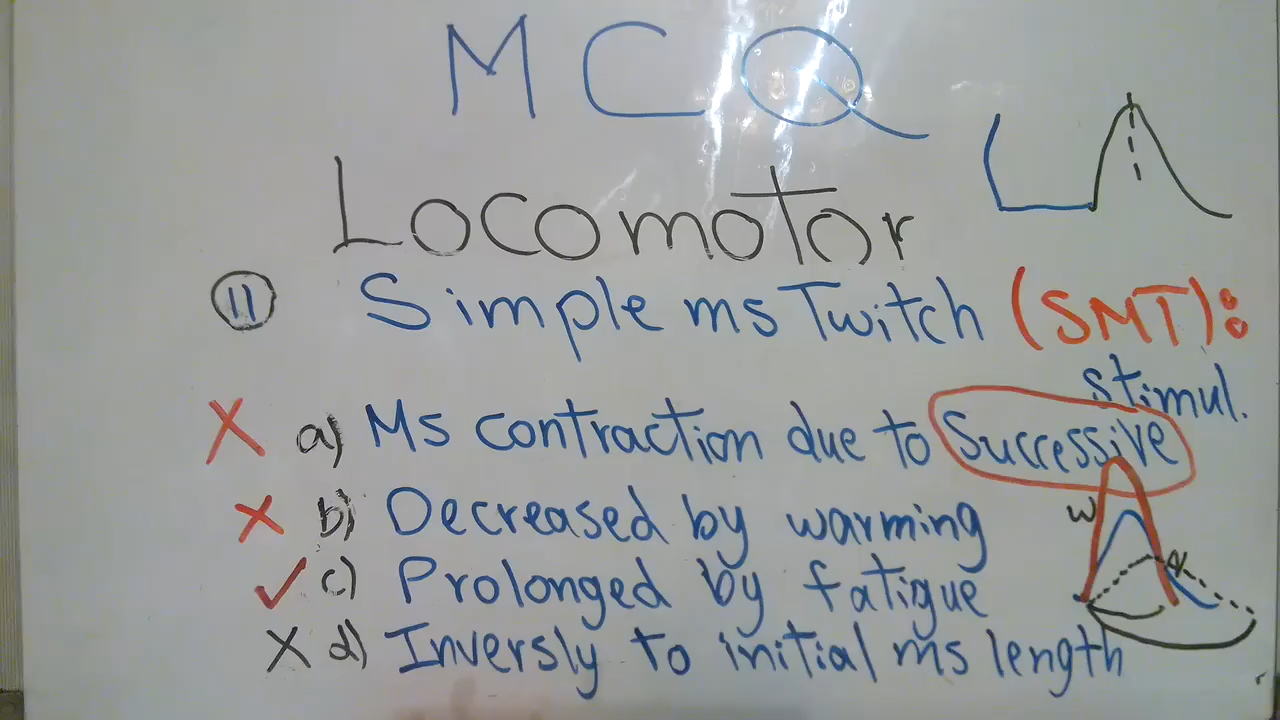 MCQ
Locomotor
11 Simple ms Twitch (SMT):
X a) Ms contraction due to Successive stimul.
X b) Decreased by warming
✓ c) Prolonged by fatigue
X d) Inversly to initial ms length
W